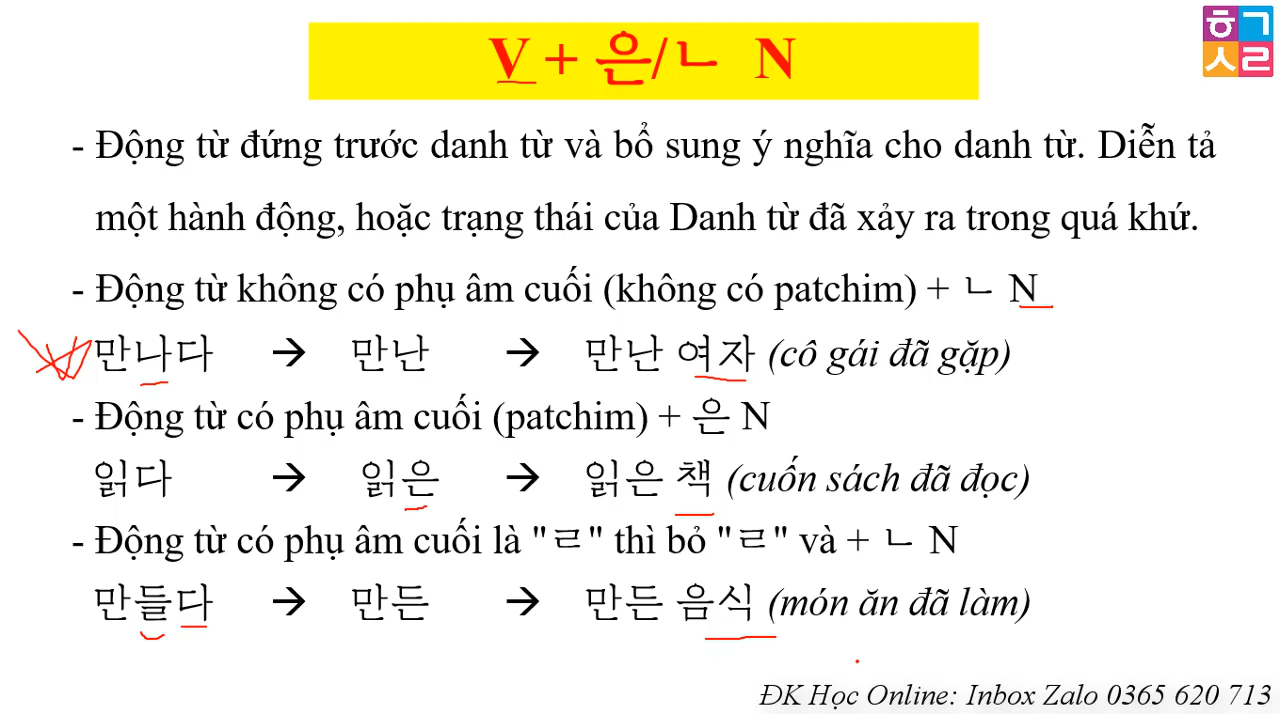 ㅎㄱ
ㅅㄹ
V + 은/ㄴ N
- Động từ đứng trước danh từ và bổ sung ý nghĩa cho danh từ. Diễn tả
một hành động, hoặc trạng thái của Danh từ đã xảy ra trong quá khứ.
- Động từ không có phụ âm cuối (không có patchim) + ㄴ N
만나다 → 만난 → 만난 여자 (cô gái đã gặp)
- Động từ có phụ âm cuối (patchim) + 은 N
읽다 → 읽은 → 읽은 책 (cuốn sách đã đọc)
- Động từ có phụ âm cuối là "ㄹ" thì bỏ "ㄹ" và + ㄴ N
만들다 → 만든 → 만든 음식 (món ăn đã làm)
ĐK Học Online: Inbox Zalo 0365 620 713